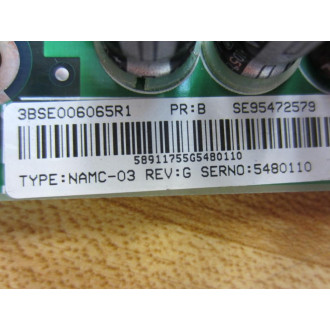 3BSE006065R1 PR:B SE95472579
58911755G5480110
TYPE:NAMC-03 REV:G SERNO:5480110